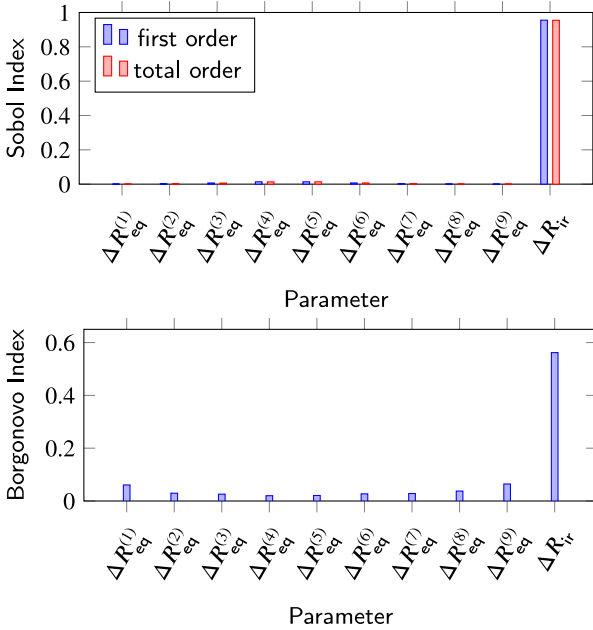 Sobol Index
1
0.8
0.6
0.4
0.2
0
first order
total order
ΔR_eq^(1) ΔR_eq^(2) ΔR_eq^(3) ΔR_eq^(4) ΔR_eq^(5) ΔR_eq^(6) ΔR_eq^(7) ΔR_eq^(8) ΔR_eq^(9) ΔR_ir
Parameter
Borgonovo Index
0.6
0.4
0.2
0
ΔR_eq^(1) ΔR_eq^(2) ΔR_eq^(3) ΔR_eq^(4) ΔR_eq^(5) ΔR_eq^(6) ΔR_eq^(7) ΔR_eq^(8) ΔR_eq^(9) ΔR_ir
Parameter